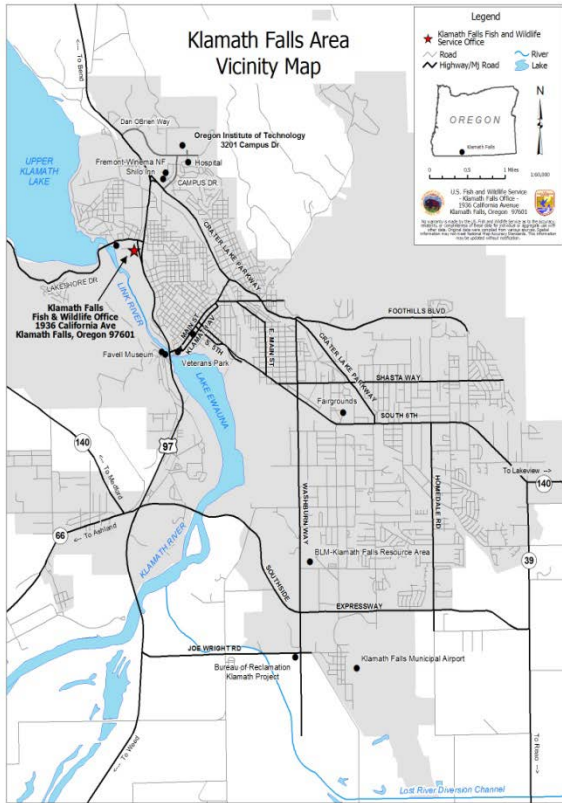 Klamath Falls Area
Vicinity Map
Legend
Klamath Falls Fish and Wildlife
Service Office
Road
River
Highway/Mj Road
Lake
OREGON
Klamath Falls
N
0
0.5
1 Miles
U.S. Fish and Wildlife Service
- Klamath Falls Office -
1936 California Avenue
Klamath Falls, Oregon 97601
To Bend
Dan OBrien Way
Oregon Institute of Technology
3201 Campus Dr
Fremont-Winema NF
Hospital
Shilo Inn
CAMPUS DR
UPPER
KLAMATH
LAKE
CRATER LAKE PARKWAY
LAKESHORE DR
LINK RIVER
Klamath Falls
Fish & Wildlife Office
1936 California Ave
Klamath Falls, Oregon 97601
MAIN ST
KLAMATH AV
S 5TH
E MAIN ST
FOOTHILLS BLVD
CRATER LAKE PARKWAY
Favell Museum
Veterans Park
SHASTA WAY
LAKE EWAUNA
Fairgrounds
SOUTH 6TH
97
140
To Medford
To Lakeview -->
140
WASHBURN WAY
HOMEDALE RD
66
To Ashland
KLAMATH RIVER
BLM-Klamath Falls Resource Area
39
SOUTHSIDE
EXPRESSWAY
JOE WRIGHT RD
Bureau of Reclamation
Klamath Project
Klamath Falls Municipal Airport
To Weed
Lost River Diversion Channel